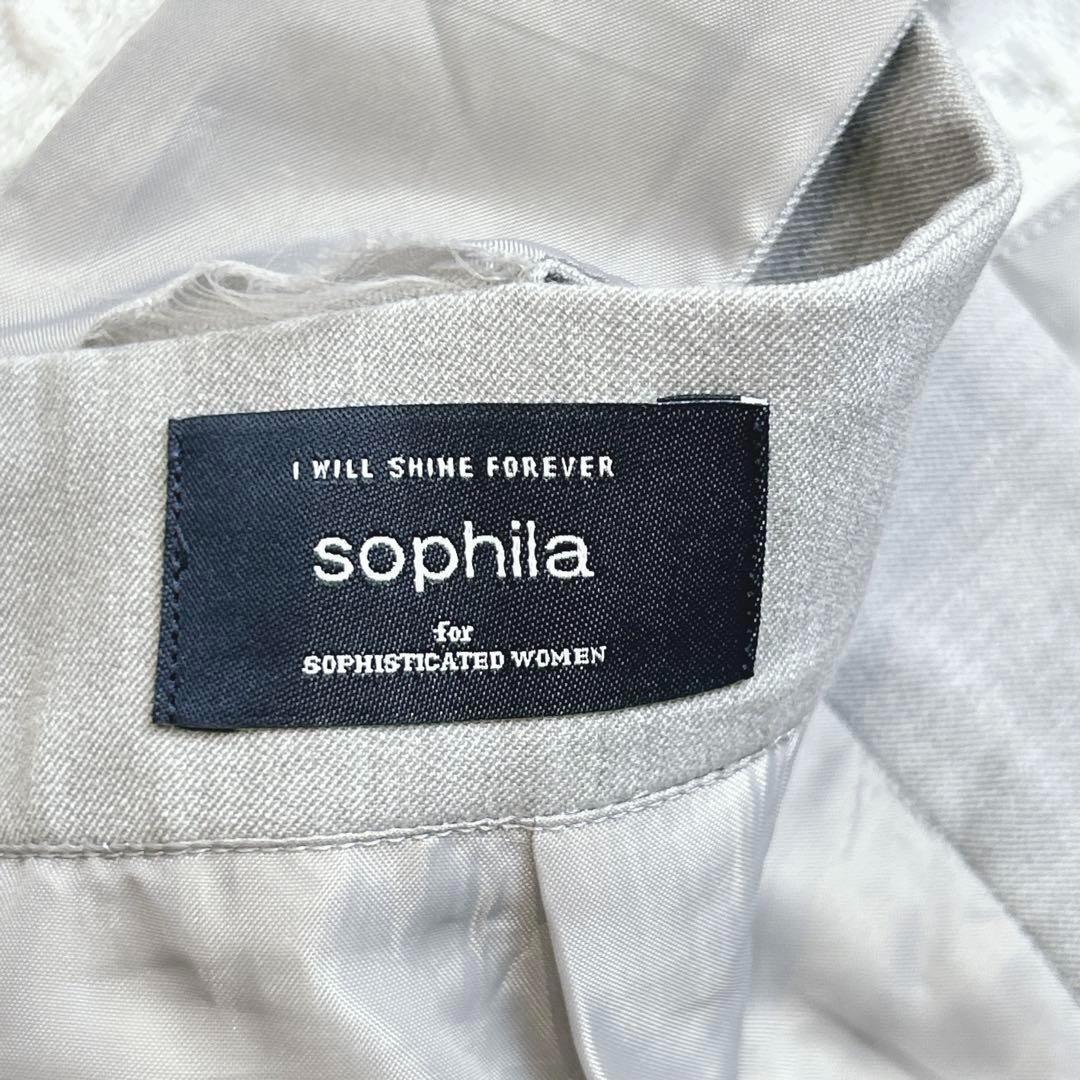 I WILL SHINE FOREVER
sophila
for
SOPHISTICATED WOMEN